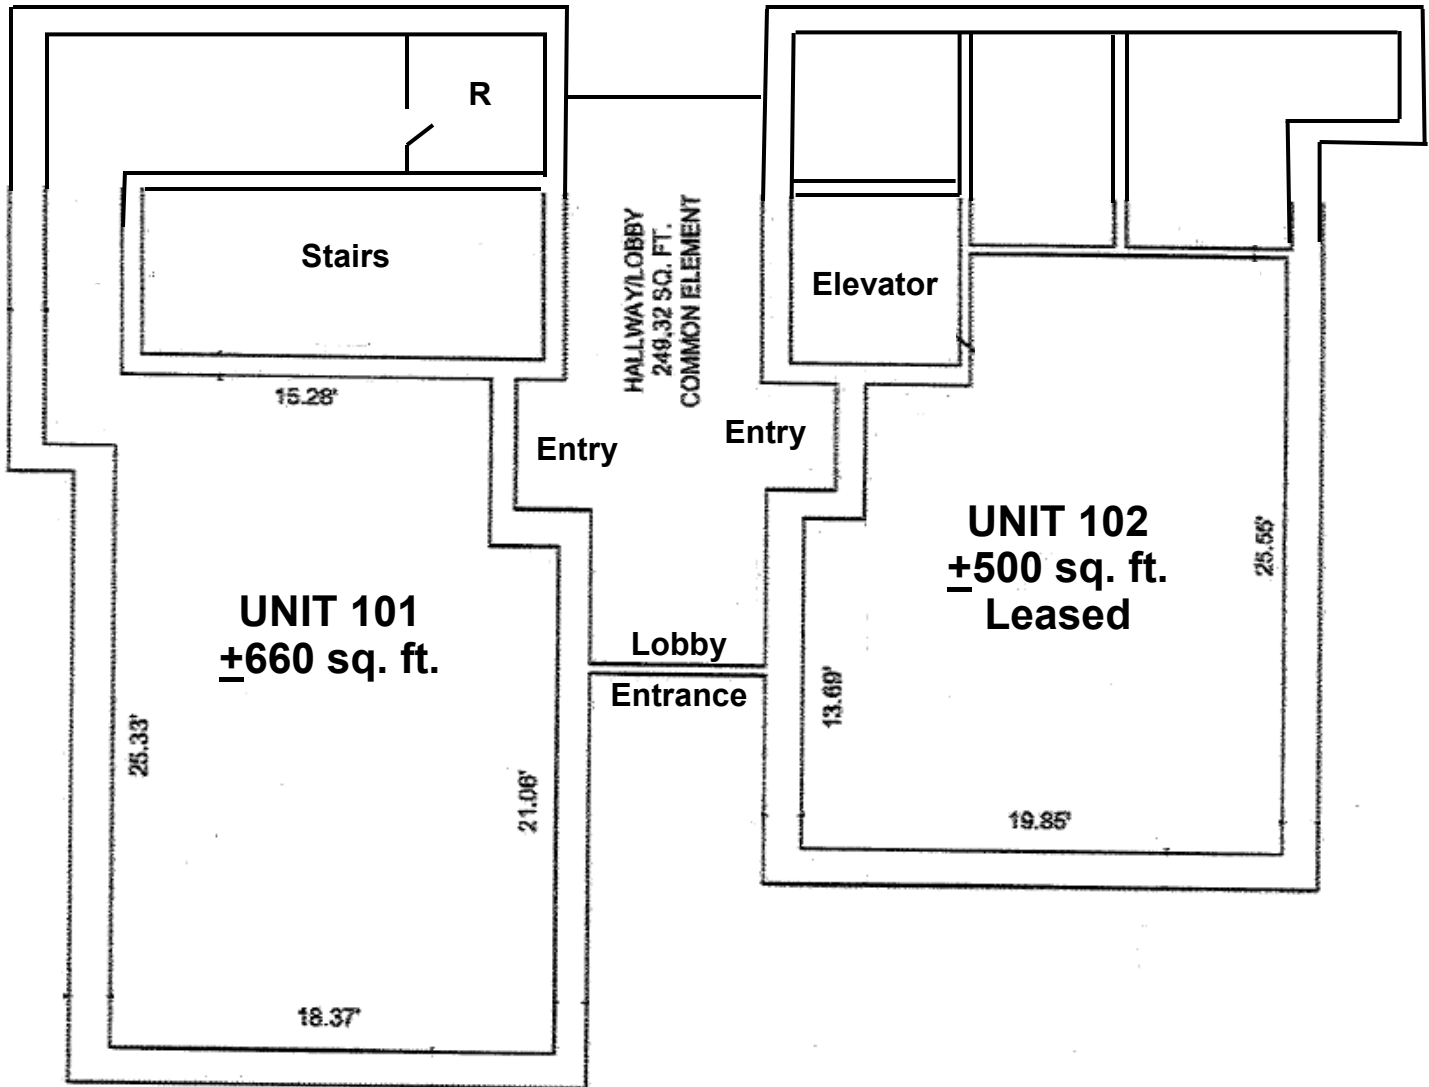 R
Stairs
HALLWAY/LOBBY
249.32 SQ. FT.
COMMON ELEMENT
Elevator
15.28'
Entry
Entry
UNIT 101
±660 sq. ft.
UNIT 102
±500 sq. ft.
Leased
25.55'
Lobby
Entrance
25.33'
21.06'
13.69'
19.85'
18.37'